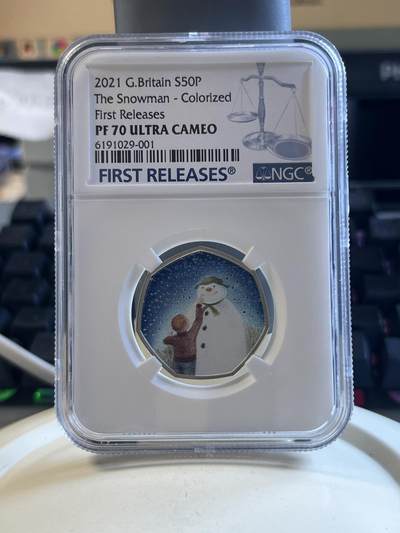 2021 G.Britain S50P
The Snowman - Colorized
First Releases
PF 70 ULTRA CAMEO
6191029-001
FIRST RELEASES® NGC®